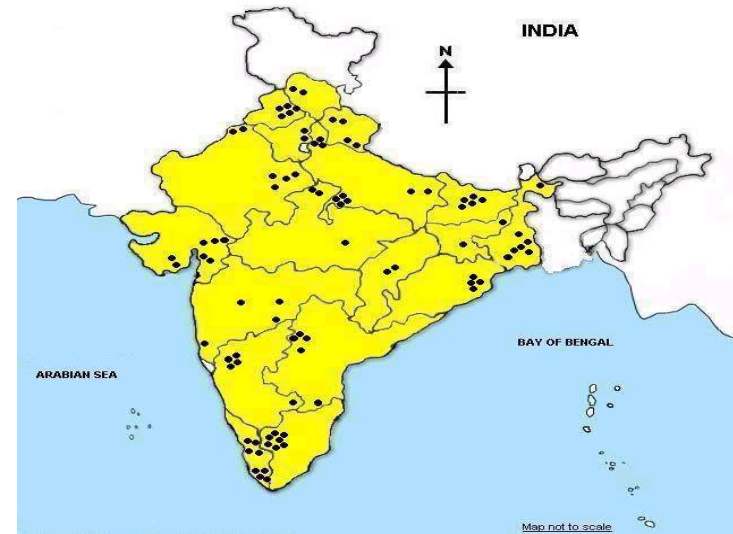 INDIA
N
BAY OF BENGAL
ARABIAN SEA
Map not to scale